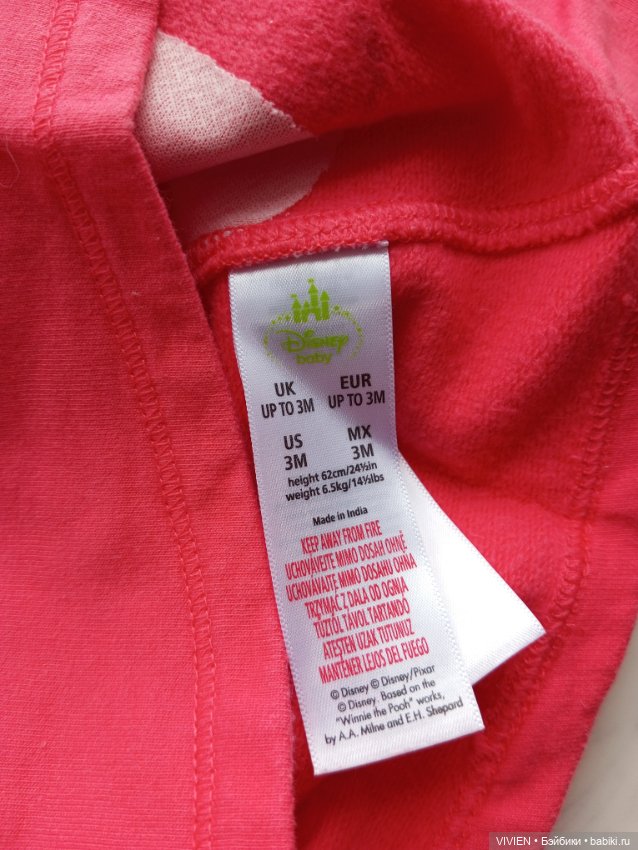 Disney
baby
UK EUR
UP TO 3M UP TO 3M
US MX
3M 3M
height 62cm/24½in
weight 6.5kg/14½lbs
Made in India
KEEP AWAY FROM FIRE
UCHOVÁVEJTE MIMO DOSAH OHNĚ
UCHOVÁVAJTE MIMO DOSAHU OHŇA
TRZYMAĆ Z DALA OD OGNIA
TŰZTŐL TÁVOL TARTANDÓ
ATEŞTEN UZAK TUTUNUZ
MANTENER LEJOS DEL FUEGO
© Disney © Disney/Pixar
© Disney. Based on the
"Winnie the Pooh" works,
by A.A. Milne and E.H. Shepard
VIVIEN • Бэйбики • babiki.ru